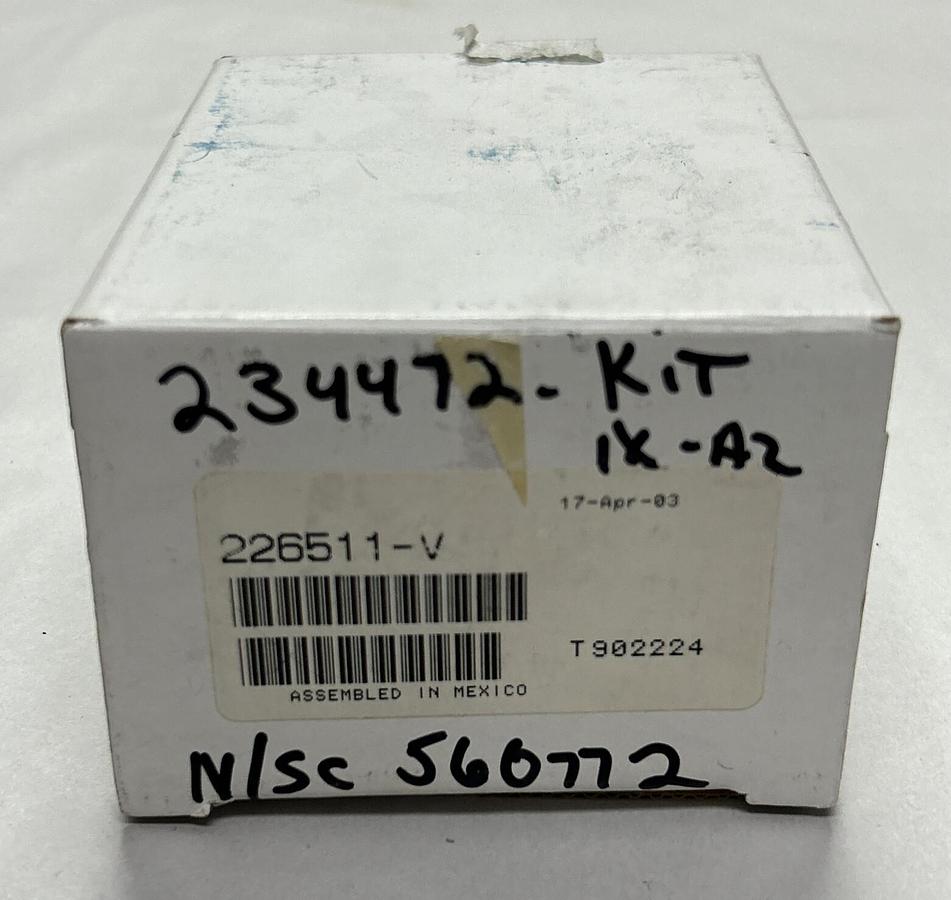 234472- KiT
1X-A2
17-Apr-03
226511-V
T902224
ASSEMBLED IN MEXICO
N/SC 560772